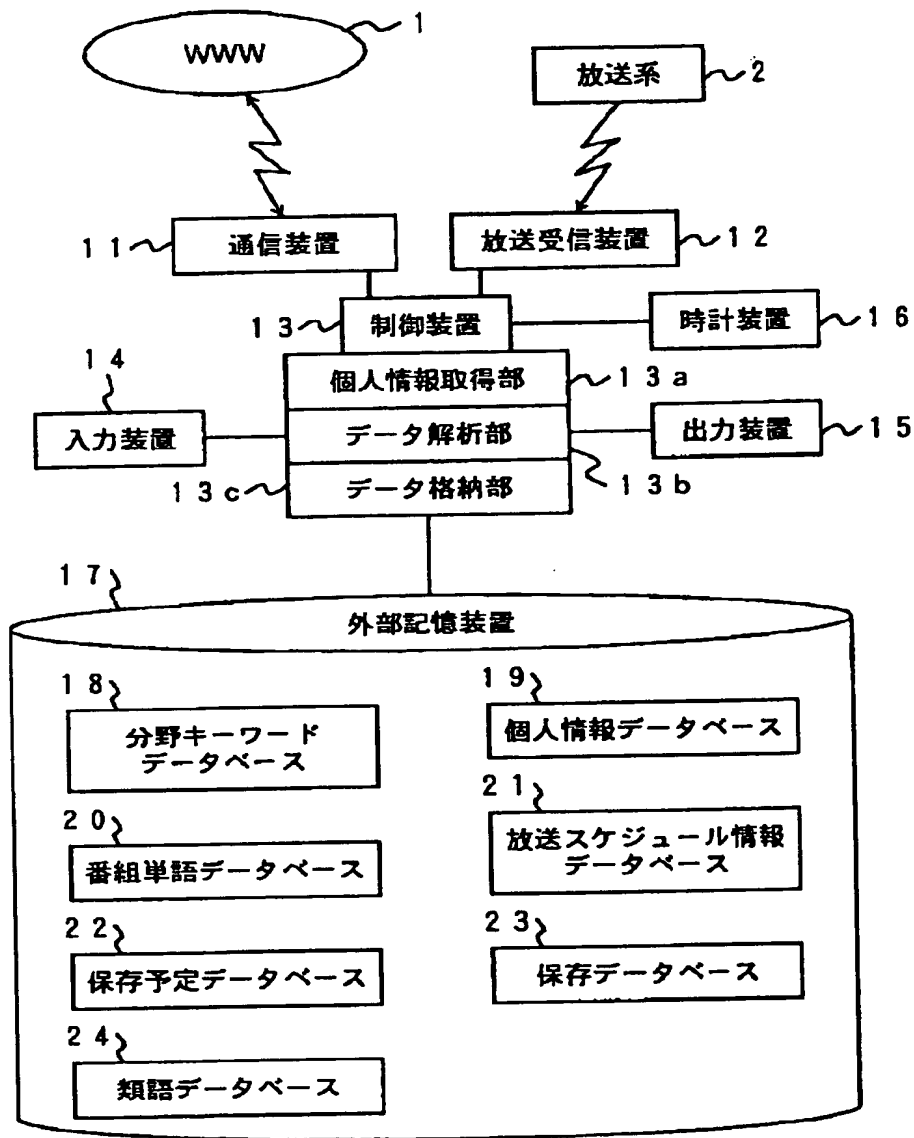 1
WWW
放送系
2
11
通信装置
放送受信装置
12
13
制御装置
時計装置
16
14
個人情報取得部
13a
入力装置
データ解析部
出力装置
15
13c
データ格納部
13b
17
外部記憶装置
18
分野キーワード
データベース
19
個人情報データベース
20
番組単語データベース
21
放送スケジュール情報
データベース
22
保存予定データベース
23
保存データベース
24
類語データベース